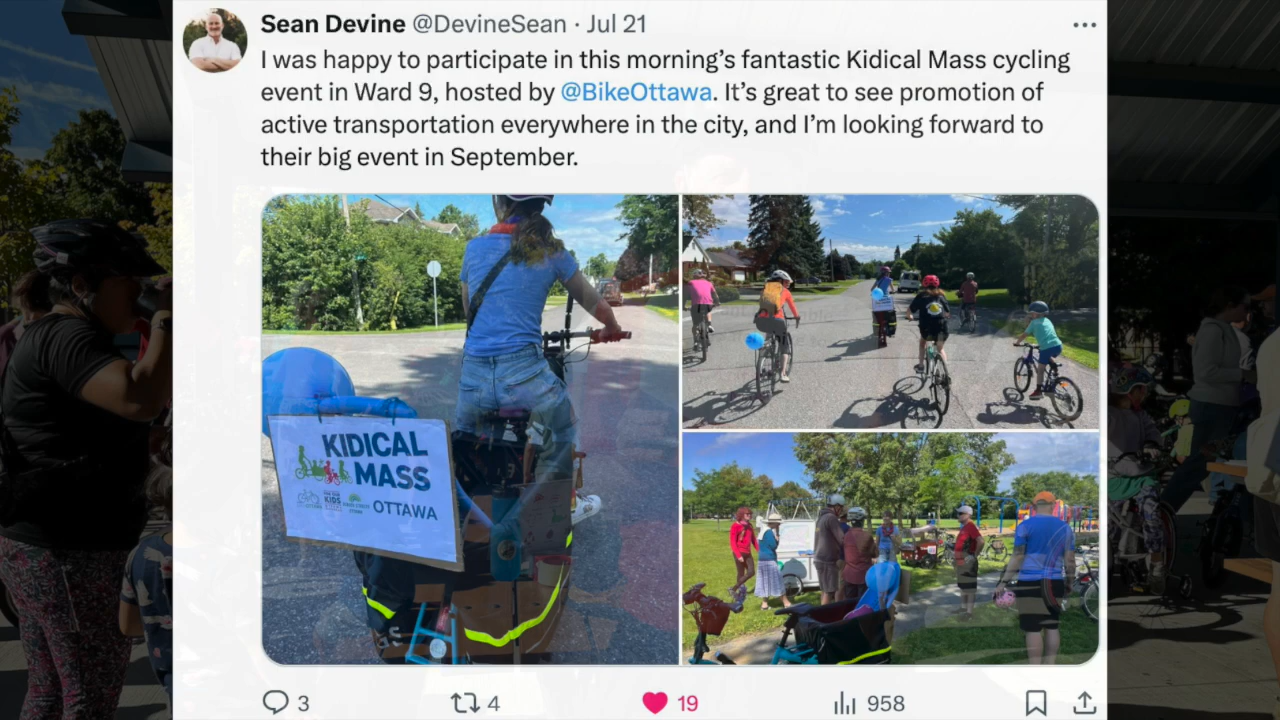 Sean Devine @DevineSean · Jul 21
I was happy to participate in this morning’s fantastic Kidical Mass cycling
event in Ward 9, hosted by @BikeOttawa. It’s great to see promotion of
active transportation everywhere in the city, and I’m looking forward to
their big event in September.
KIDICAL
MASS
KIDS
OTTAWA
3 4 19 958